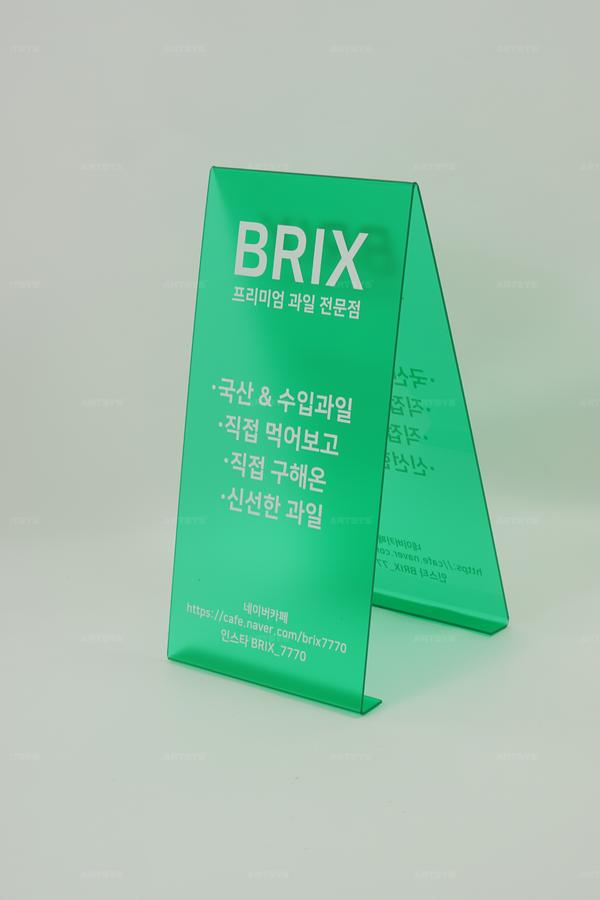 BRIX
프리미엄 과일 전문점
·국산 & 수입과일
·직접 먹어보고
·직접 구해온
·신선한 과일
네이버카페
https://cafe.naver.com/brix7770
인스타 BRIX_7770